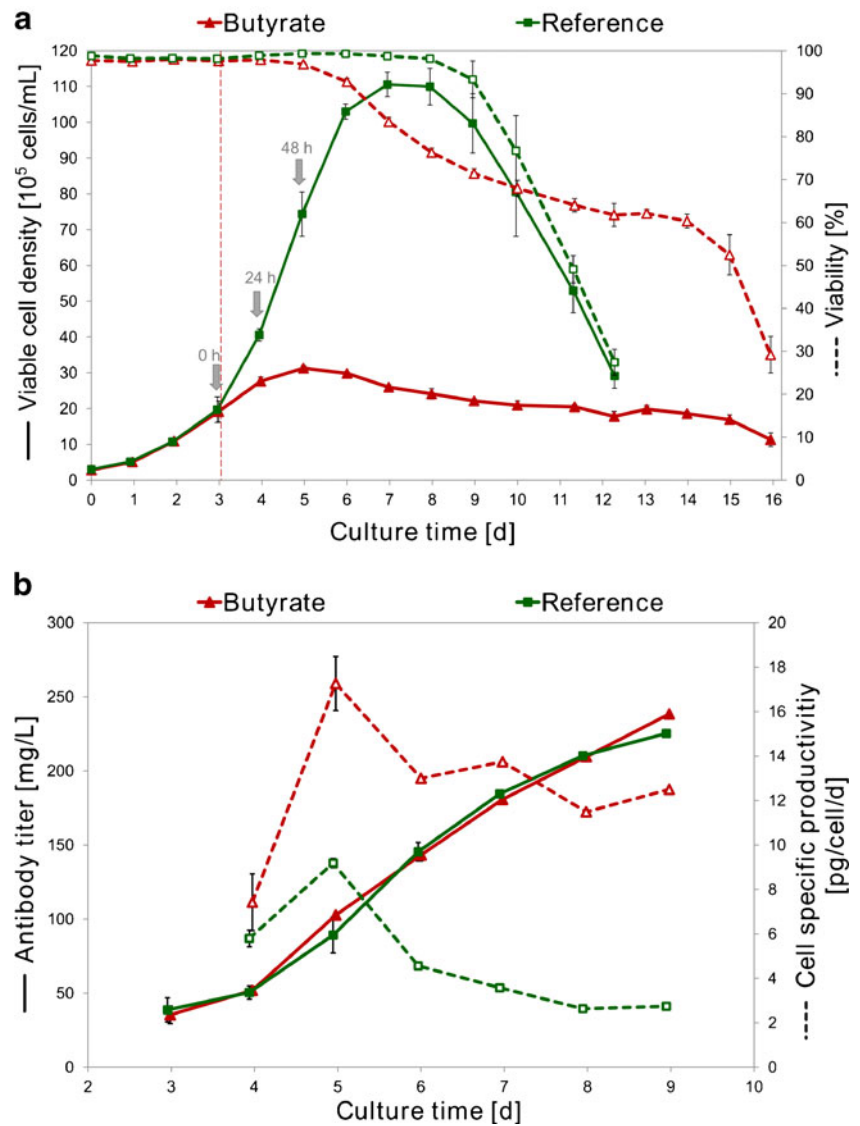 a
Butyrate
Reference
Viable cell density [10⁵ cells/mL]
120
110
100
90
80
70
60
50
40
30
20
10
0
48 h
24 h
0 h
100
90
80
70
60
50
40
30
20
10
0
Viability [%]
0 1 2 3 4 5 6 7 8 9 10 11 12 13 14 15 16
Culture time [d]
b
Butyrate
Reference
Antibody titer [mg/L]
300
250
200
150
100
50
0
20
18
16
14
12
10
8
6
4
2
0
Cell specific productivitiy
[pg/cell/d]
2 3 4 5 6 7 8 9 10
Culture time [d]